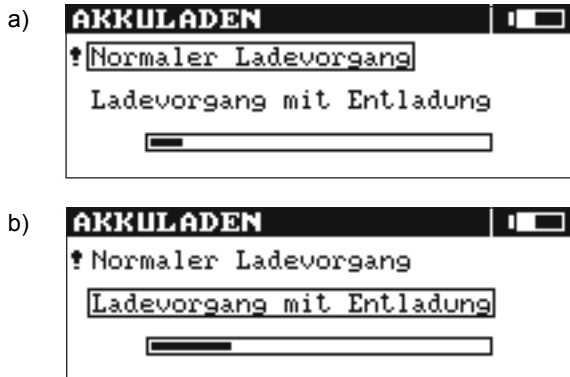 a)
AKKULADEN
Normaler Ladevorgang
Ladevorgang mit Entladung
b)
AKKULADEN
Normaler Ladevorgang
Ladevorgang mit Entladung